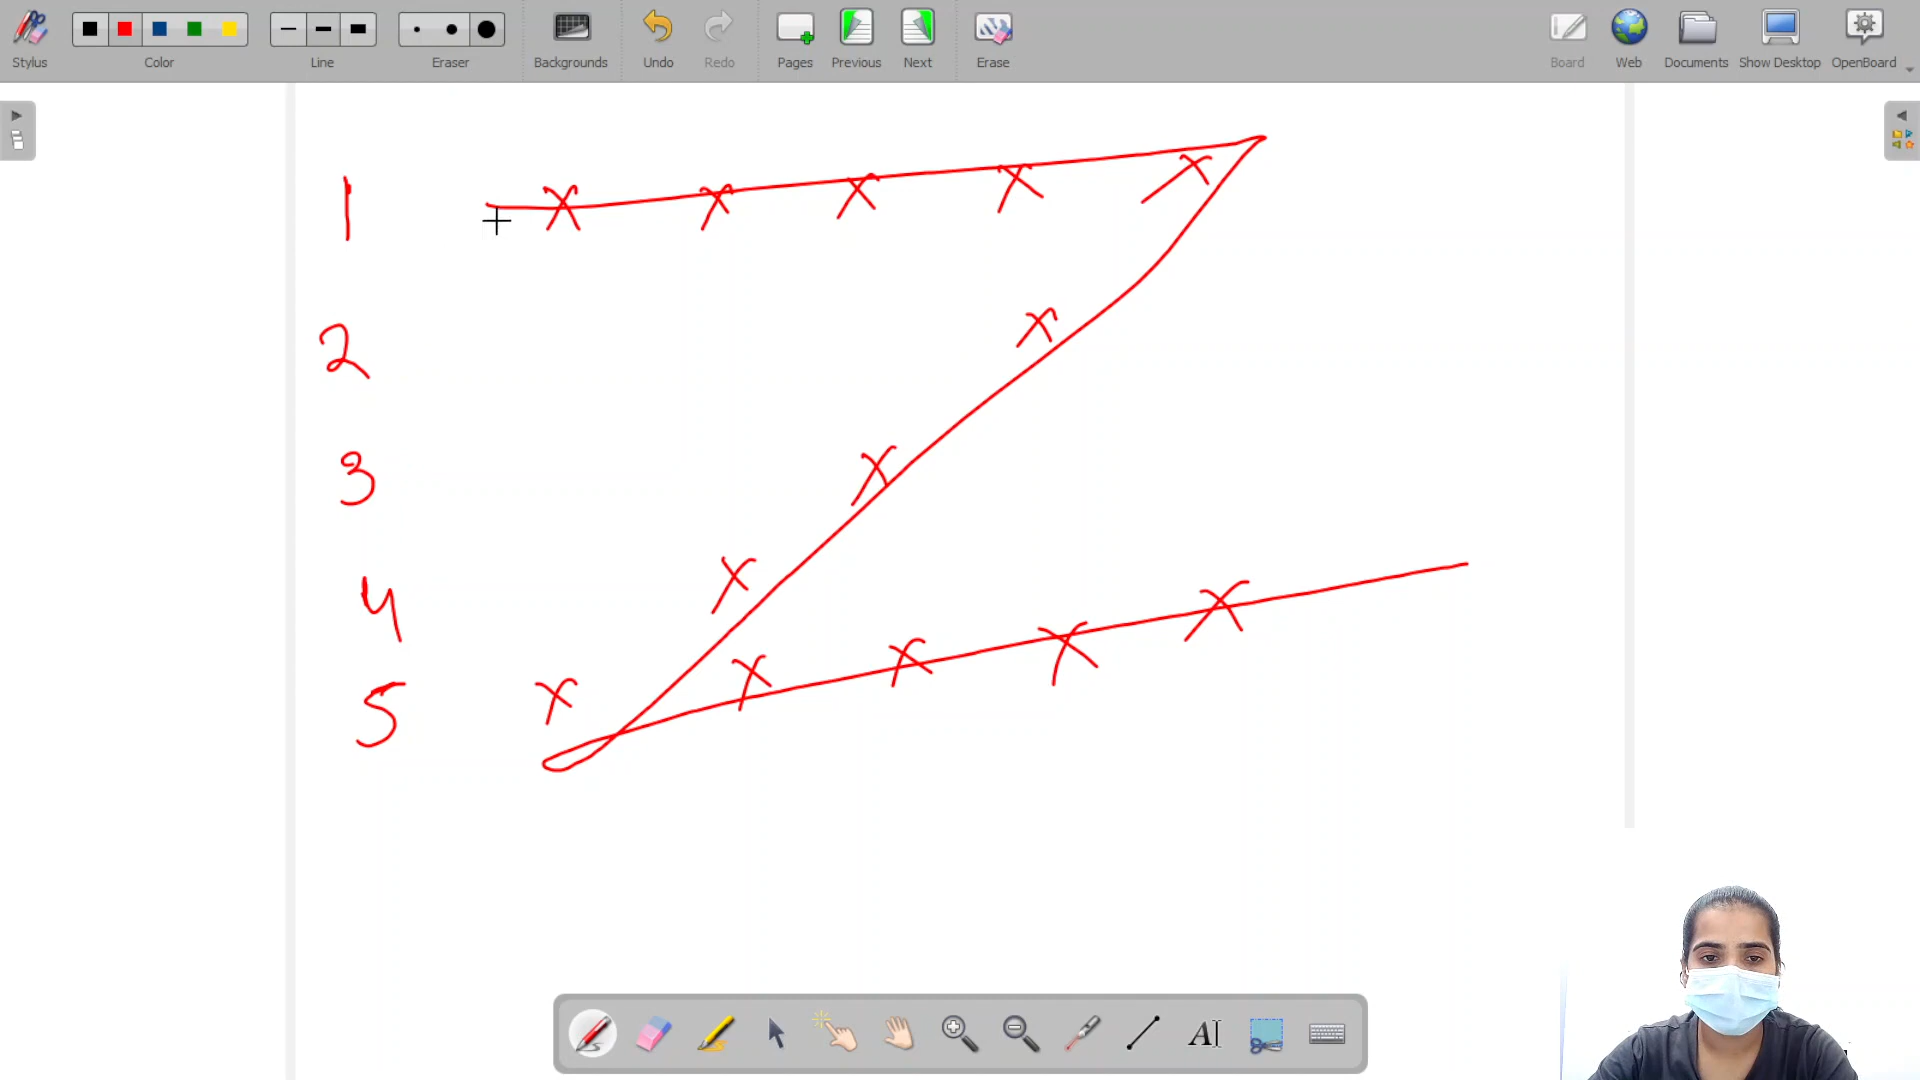 Stylus Color Line Eraser Backgrounds Undo Redo Pages Previous Next Erase Board Web Documents Show Desktop OpenBoard
1 X X X X X
2 X
3 X
4 X
5 X X X X X
AI